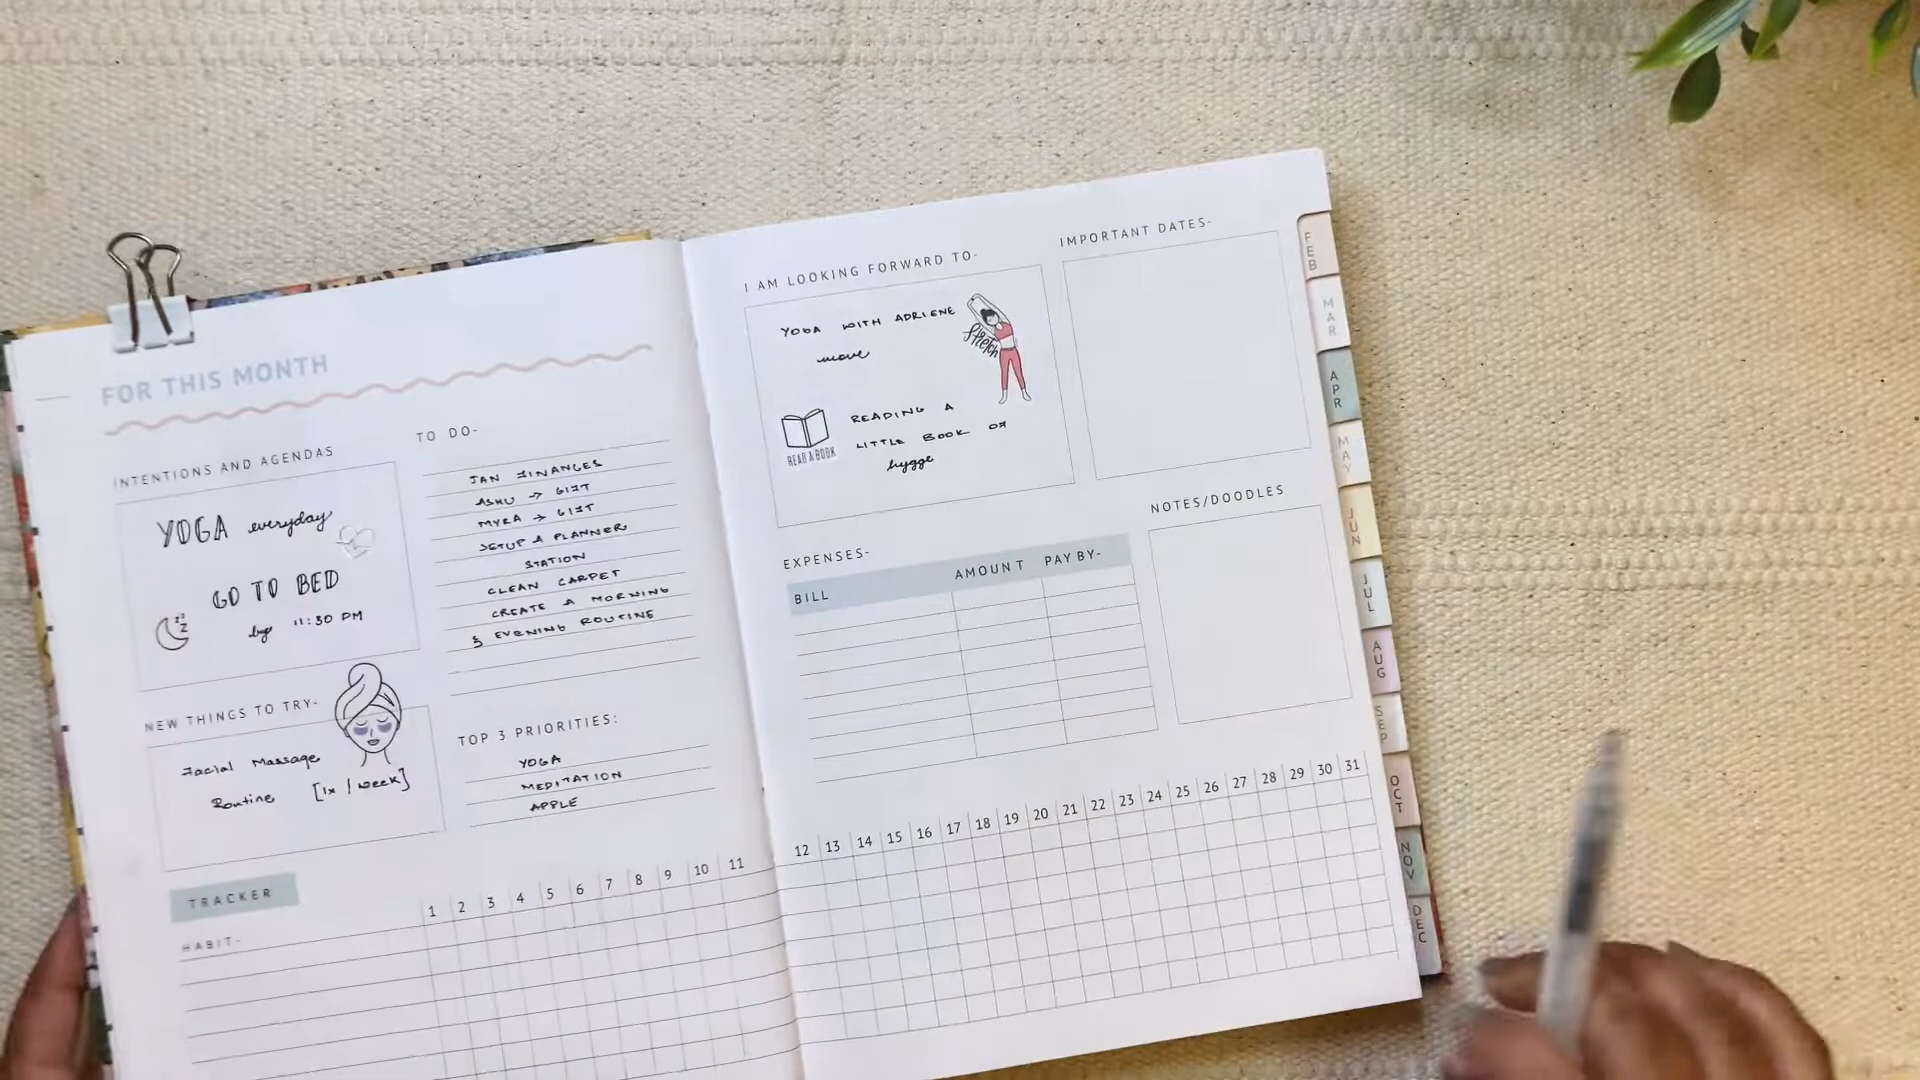 FOR THIS MONTH
INTENTIONS AND AGENDAS
YOGA everyday
GO TO BED
by 11:30 PM
zzz
NEW THINGS TO TRY-
Facial Massage
Routine [1x / week]
TO DO-
JAN FINANCES
ASHU → GIFT
MYRA → GIFT
SETUP A PLANNER
STATION
CLEAN CARPET
CREATE A MORNING
& EVENING ROUTINE
TOP 3 PRIORITIES:
YOGA
MEDITATION
APPLE
TRACKER
HABIT-
1 2 3 4 5 6 7 8 9 10 11
I AM LOOKING FORWARD TO-
YOGA WITH ADRIENE
move
Stretch
READING A
LITTLE BOOK OF
hygge
READ A BOOK
IMPORTANT DATES-
EXPENSES-
BILL AMOUNT PAY BY-
NOTES/DOODLES
12 13 14 15 16 17 18 19 20 21 22 23 24 25 26 27 28 29 30 31
FEB
MAR
APR
MAY
JUN
JUL
AUG
SEP
OCT
NOV
DEC